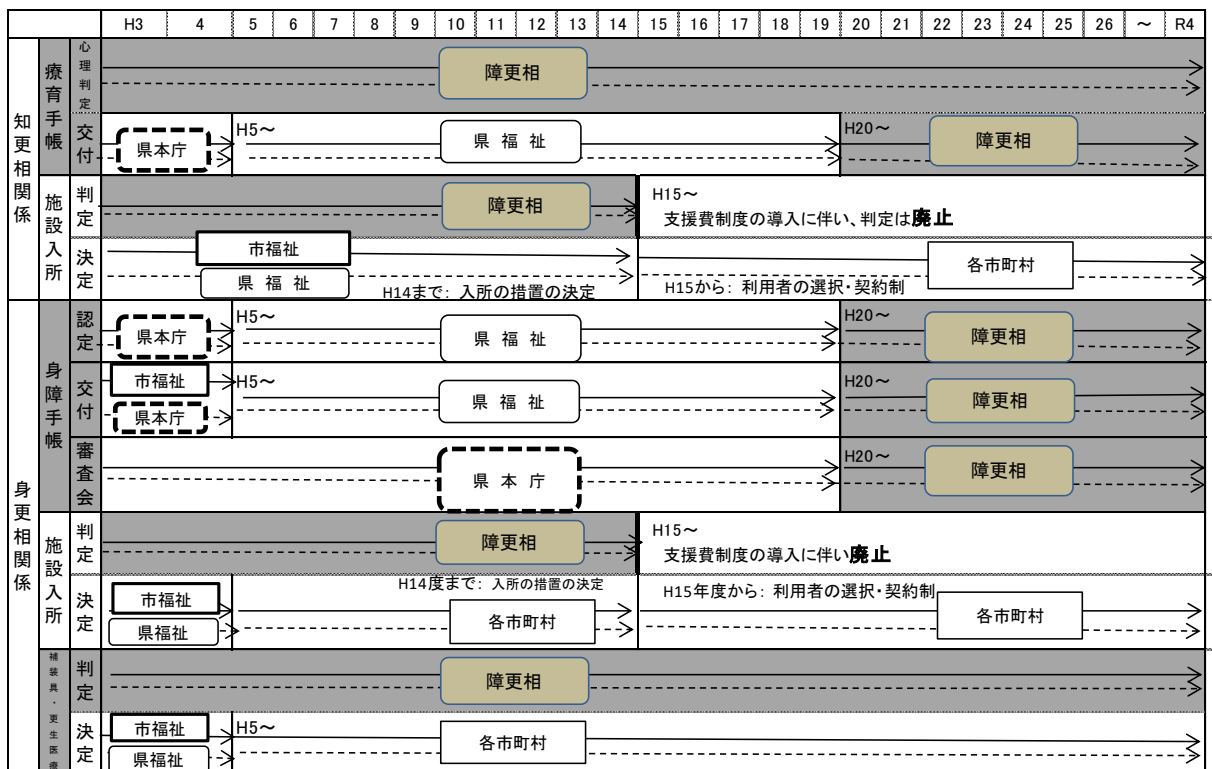 H3 4 5 6 7 8 9 10 11 12 13 14 15 16 17 18 19 20 21 22 23 24 25 26 ～ R4
知更相関係
療育手帳
心理判定
障更相
交付
県本庁
H5～
県 福 祉
H20～
障更相
施設入所
判定
障更相
H15～
支援費制度の導入に伴い、判定は廃止
決定
市福祉
県 福 祉
H14まで： 入所の措置の決定
H15から： 利用者の選択・契約制
各市町村
身更相関係
身障手帳
認定
県本庁
H5～
県 福 祉
H20～
障更相
交付
市福祉
県本庁
H5～
県 福 祉
H20～
障更相
審査会
県 本 庁
H20～
障更相
施設入所
判定
障更相
H15～
支援費制度の導入に伴い廃止
決定
市福祉
県福祉
H14度まで： 入所の措置の決定
各市町村
H15年度から： 利用者の選択・契約制
各市町村
補装具・更生医療
判定
障更相
決定
市福祉
県福祉
H5～
各市町村